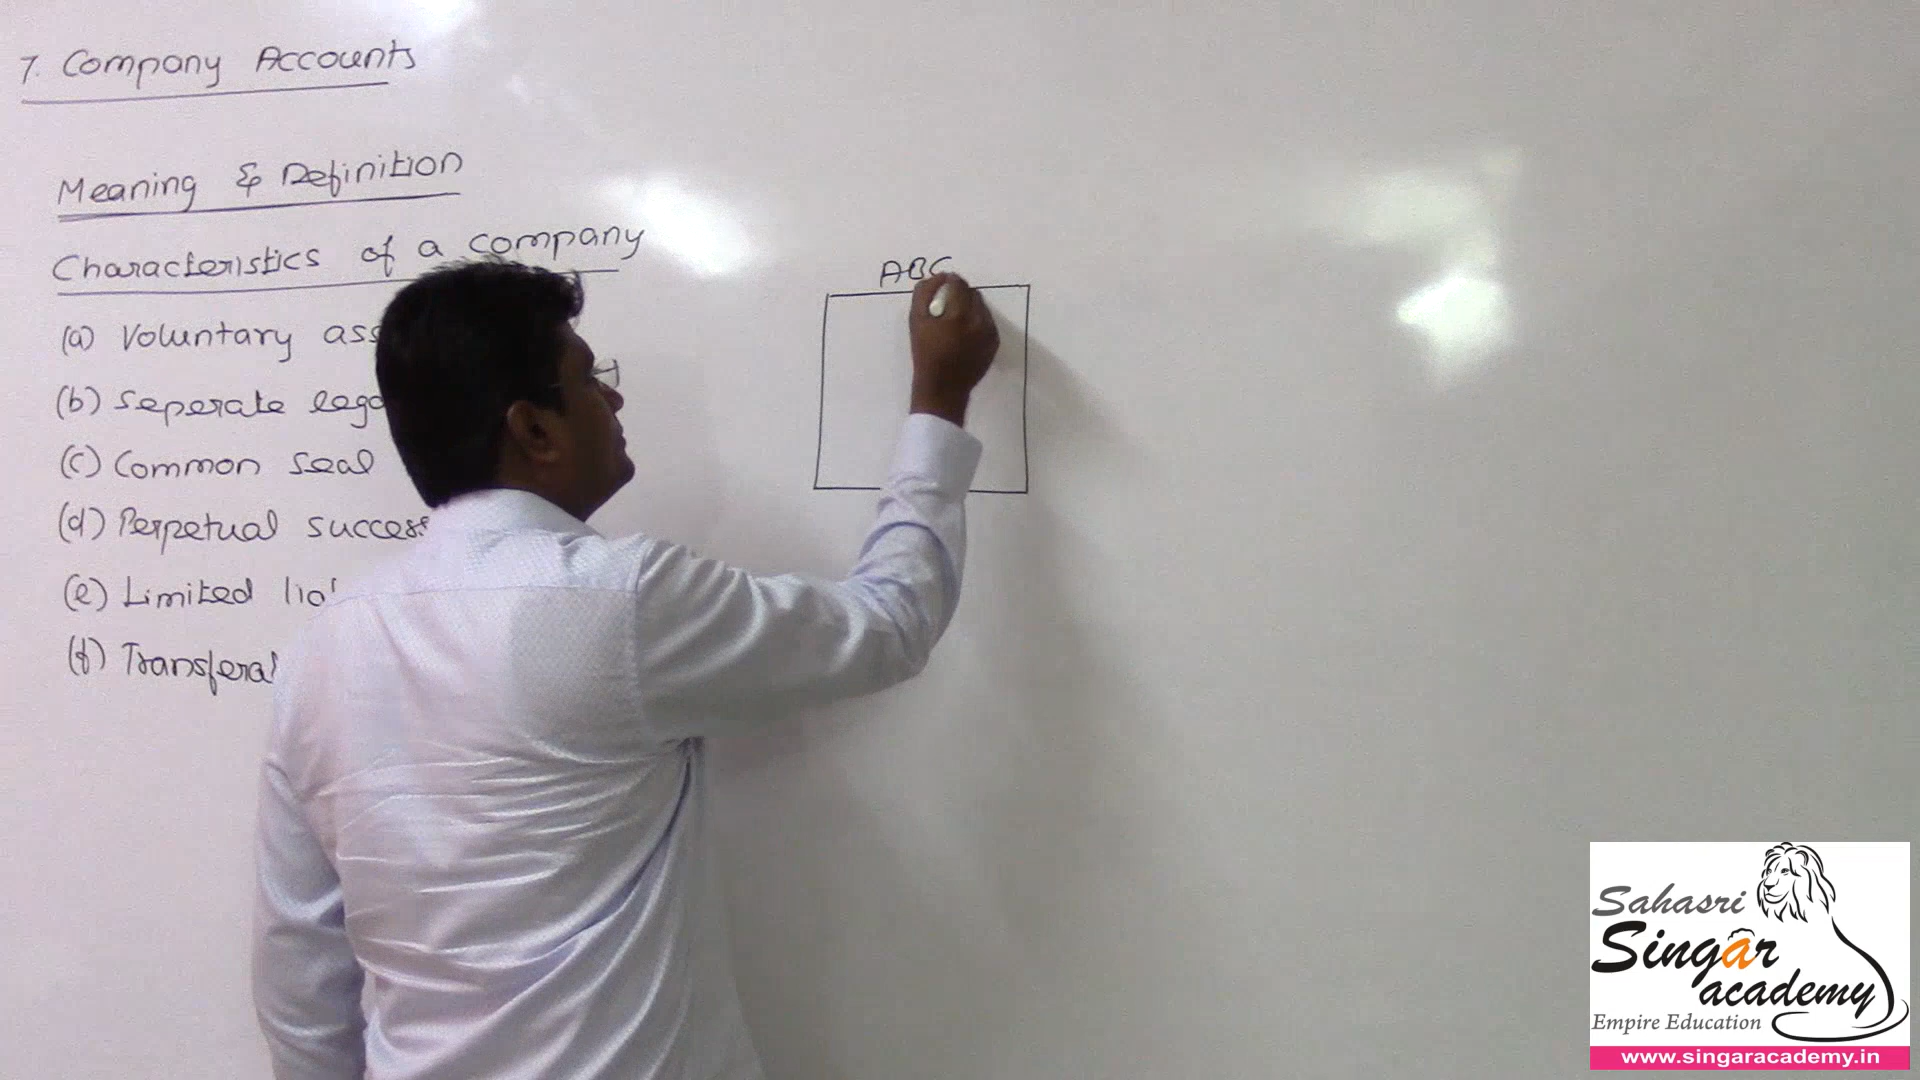 7. Company Accounts
Meaning & Definition
Characteristics of a company
(a) Voluntary ass
(b) Seperate lega
(c) Common seal
(d) Perpetual success
(e) Limited
(f) Transferal
ABC
Sahasri
Singar
academy
Empire Education
www.singaracademy.in